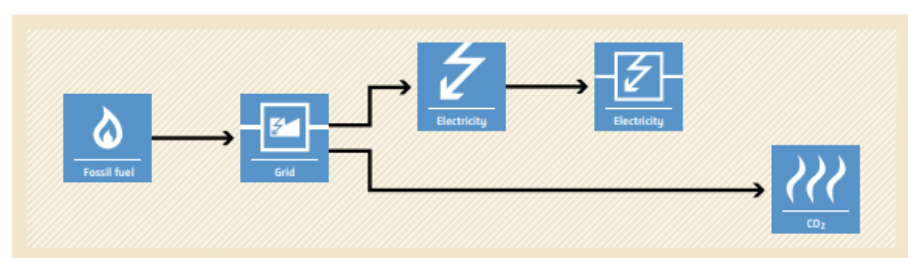 Fossil fuel
Grid
Electricity
Electricity
CO₂